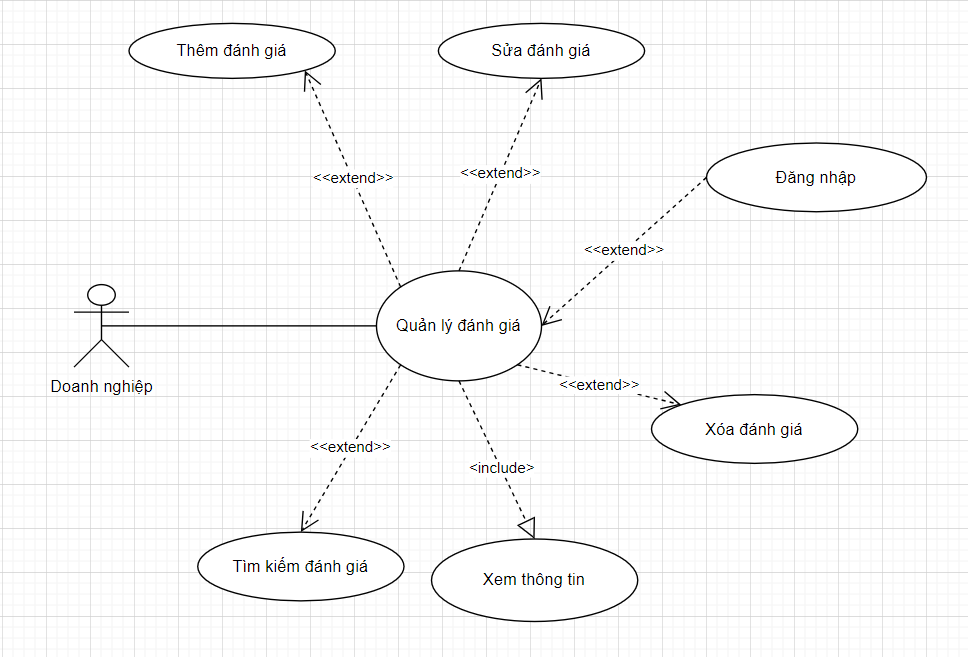 Thêm đánh giá
Sửa đánh giá
<<extend>>
<<extend>>
Đăng nhập
<<extend>>
Quản lý đánh giá
Doanh nghiệp
<<extend>>
Xóa đánh giá
<<extend>>
<include>
Tìm kiếm đánh giá
Xem thông tin